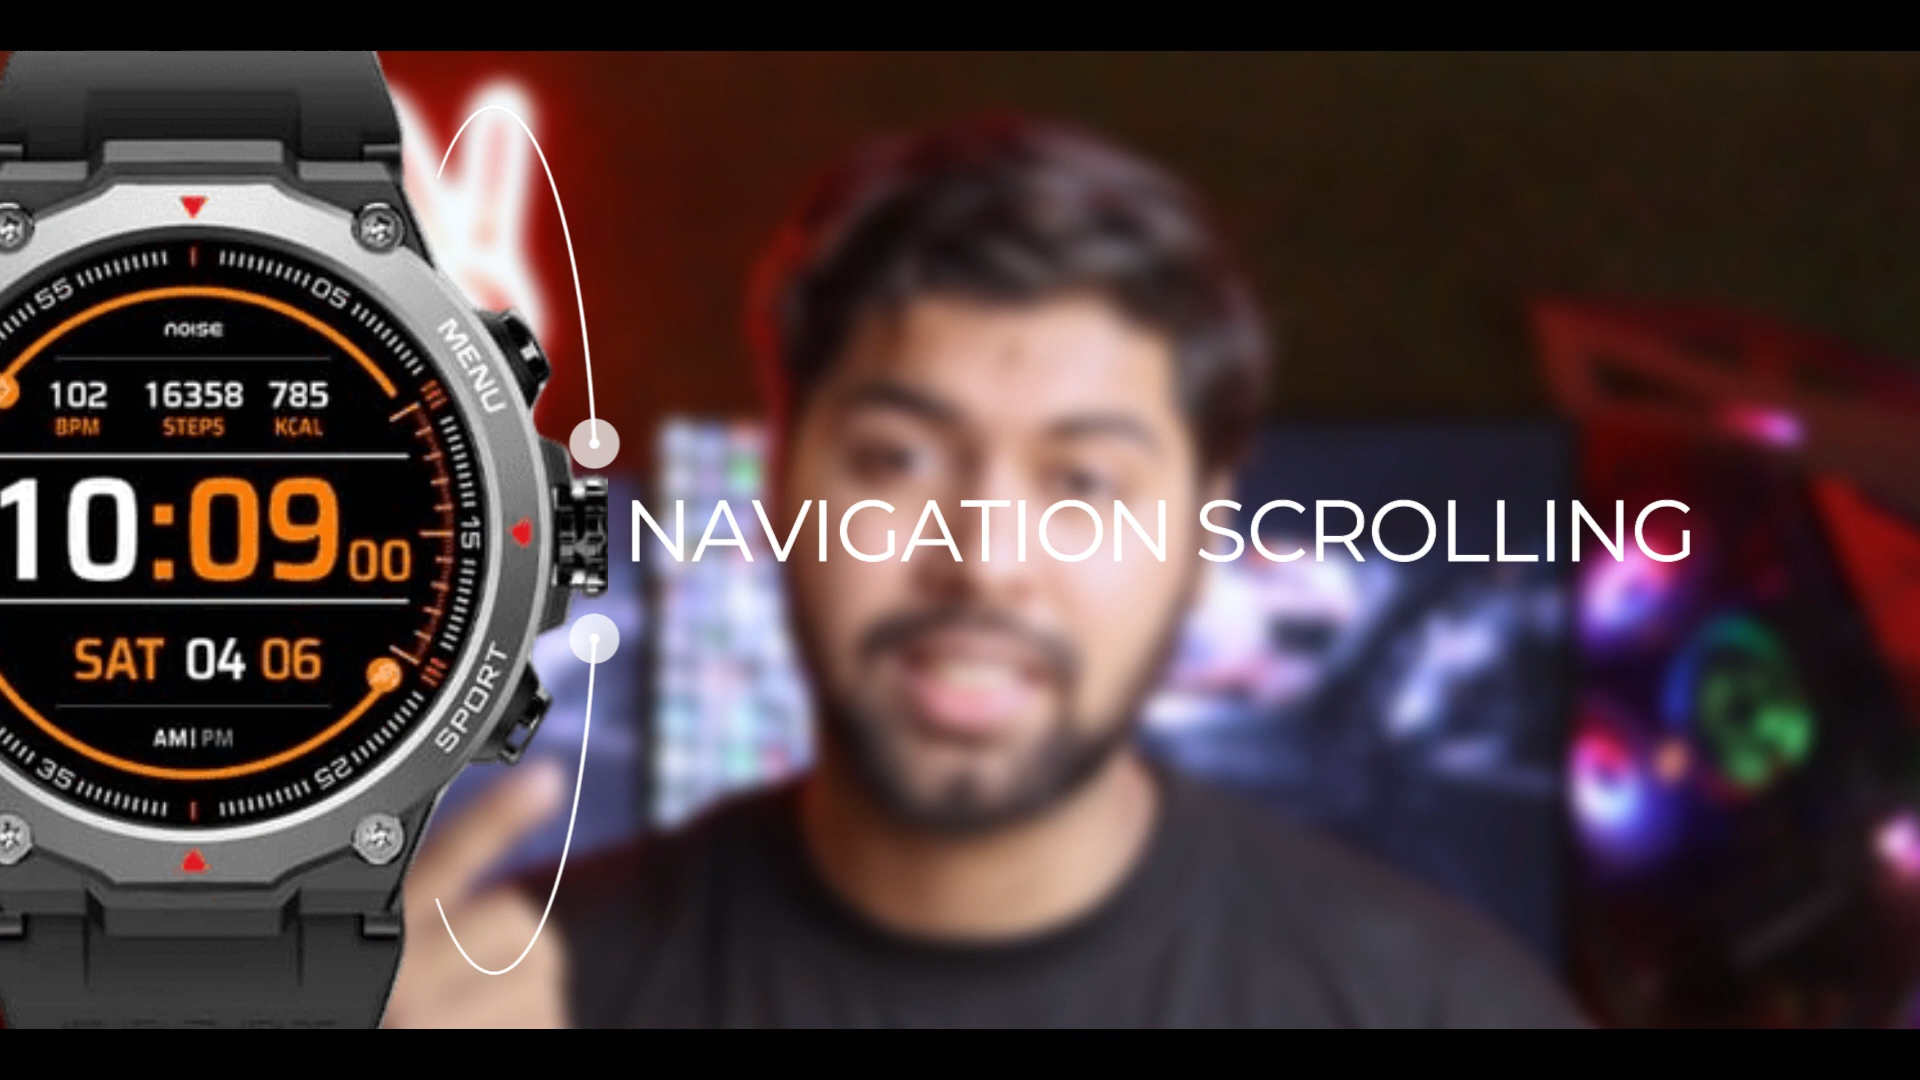 55
05
noise
MENU
102 16358 785
BPM STEPS KCAL
10:09 00
15
NAVIGATION SCROLLING
SAT 04 06
SPORT
AM| PM
35
25